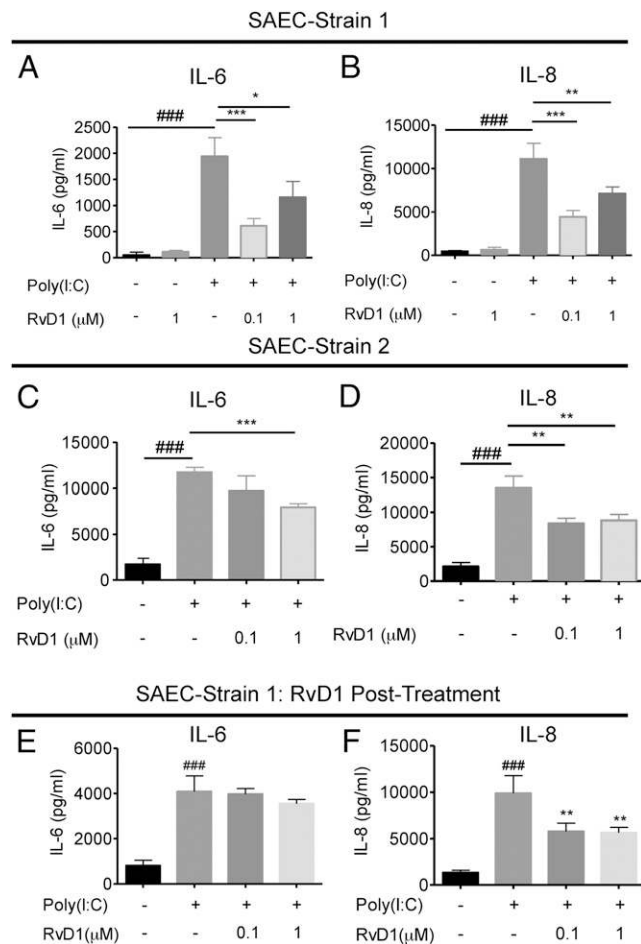 SAEC-Strain 1
A
IL-6
###
*
***
IL-6 (pg/ml)
2500
2000
1500
1000
500
0
Poly(I:C) - - + + +
RvD1 (μM) - 1 - 0.1 1
B
IL-8
###
**
***
IL-8 (pg/ml)
15000
10000
5000
0
Poly(I:C) - - + + +
RvD1 (μM) - 1 - 0.1 1
SAEC-Strain 2
C
IL-6
###
***
IL-6 (pg/ml)
15000
10000
5000
0
Poly(I:C) - + + +
RvD1 (μM) - - 0.1 1
D
IL-8
###
**
**
IL-8 (pg/ml)
20000
15000
10000
5000
0
Poly(I:C) - + + +
RvD1 (μM) - - 0.1 1
SAEC-Strain 1: RvD1 Post-Treatment
E
IL-6
###
IL-6 (pg/ml)
6000
4000
2000
0
Poly(I:C) - + + +
RvD1(μM) - - 0.1 1
F
IL-8
###
**
**
IL-8 (pg/ml)
15000
10000
5000
0
Poly(I:C) - + + +
RvD1(μM) - - 0.1 1